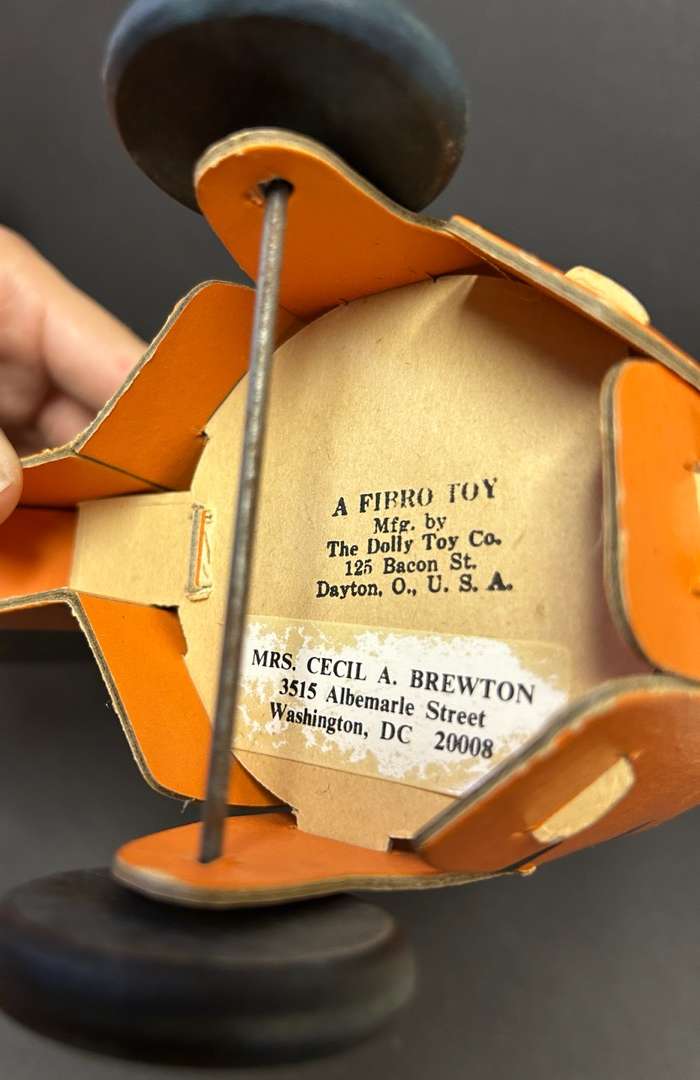 A FIBRO TOY
Mfg. by
The Dolly Toy Co.
125 Bacon St.
Dayton, O., U. S. A.
MRS. CECIL A. BREWTON
3515 Albemarle Street
Washington, DC 20008